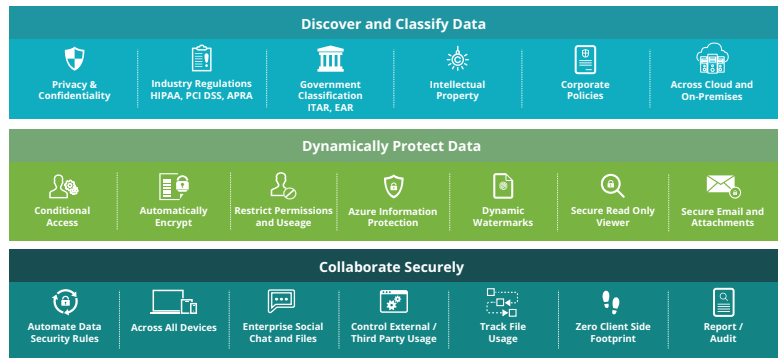 Discover and Classify Data
Privacy &
Confidentiality
Industry Regulations
HIPAA, PCI DSS, APRA
Government
Classification
ITAR, EAR
Intellectual
Property
Corporate
Policies
Across Cloud and
On-Premises
Dynamically Protect Data
Conditional
Access
Automatically
Encrypt
Restrict Permissions
and Useage
Azure Information
Protection
Dynamic
Watermarks
Secure Read Only
Viewer
Secure Email and
Attachments
Collaborate Securely
Automate Data
Security Rules
Across All Devices
Enterprise Social
Chat and Files
Control External /
Third Party Usage
Track File
Usage
Zero Client Side
Footprint
Report /
Audit